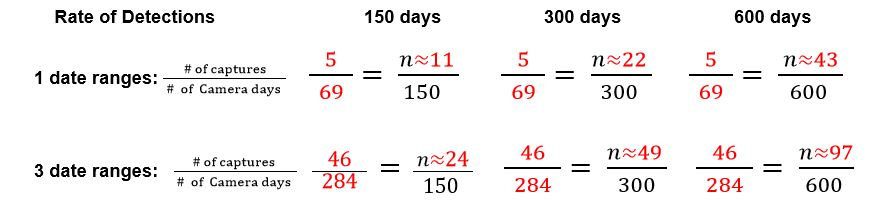 Rate of Detections 150 days 300 days 600 days
1 date ranges: # of captures / # of Camera days 5/69 = n≈11/150 5/69 = n≈22/300 5/69 = n≈43/600
3 date ranges: # of captures / # of Camera days 46/284 = n≈24/150 46/284 = n≈49/300 46/284 = n≈97/600